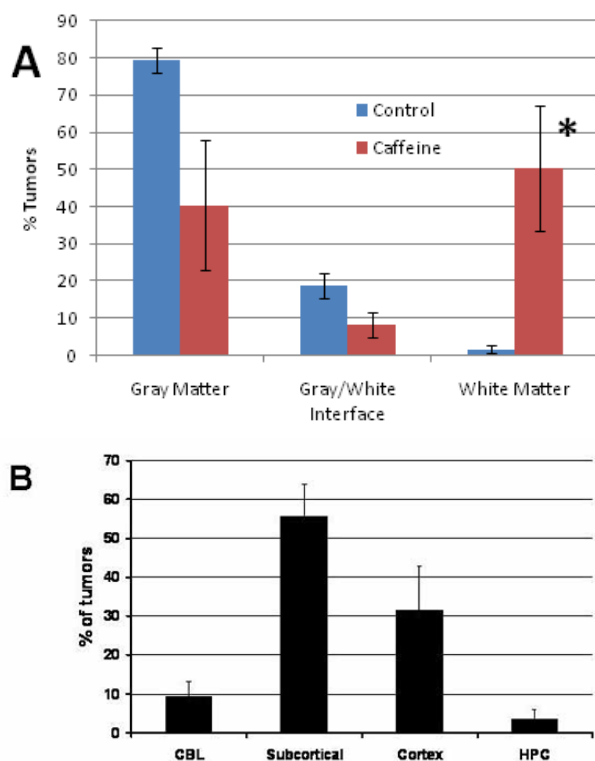 A
90
80
70
60
50
40
30
20
10
0
% Tumors
Control
Caffeine
*
Gray Matter
Gray/White
Interface
White Matter
B
70
60
50
40
30
20
10
0
% of tumors
CBL
Subcortical
Cortex
HPC